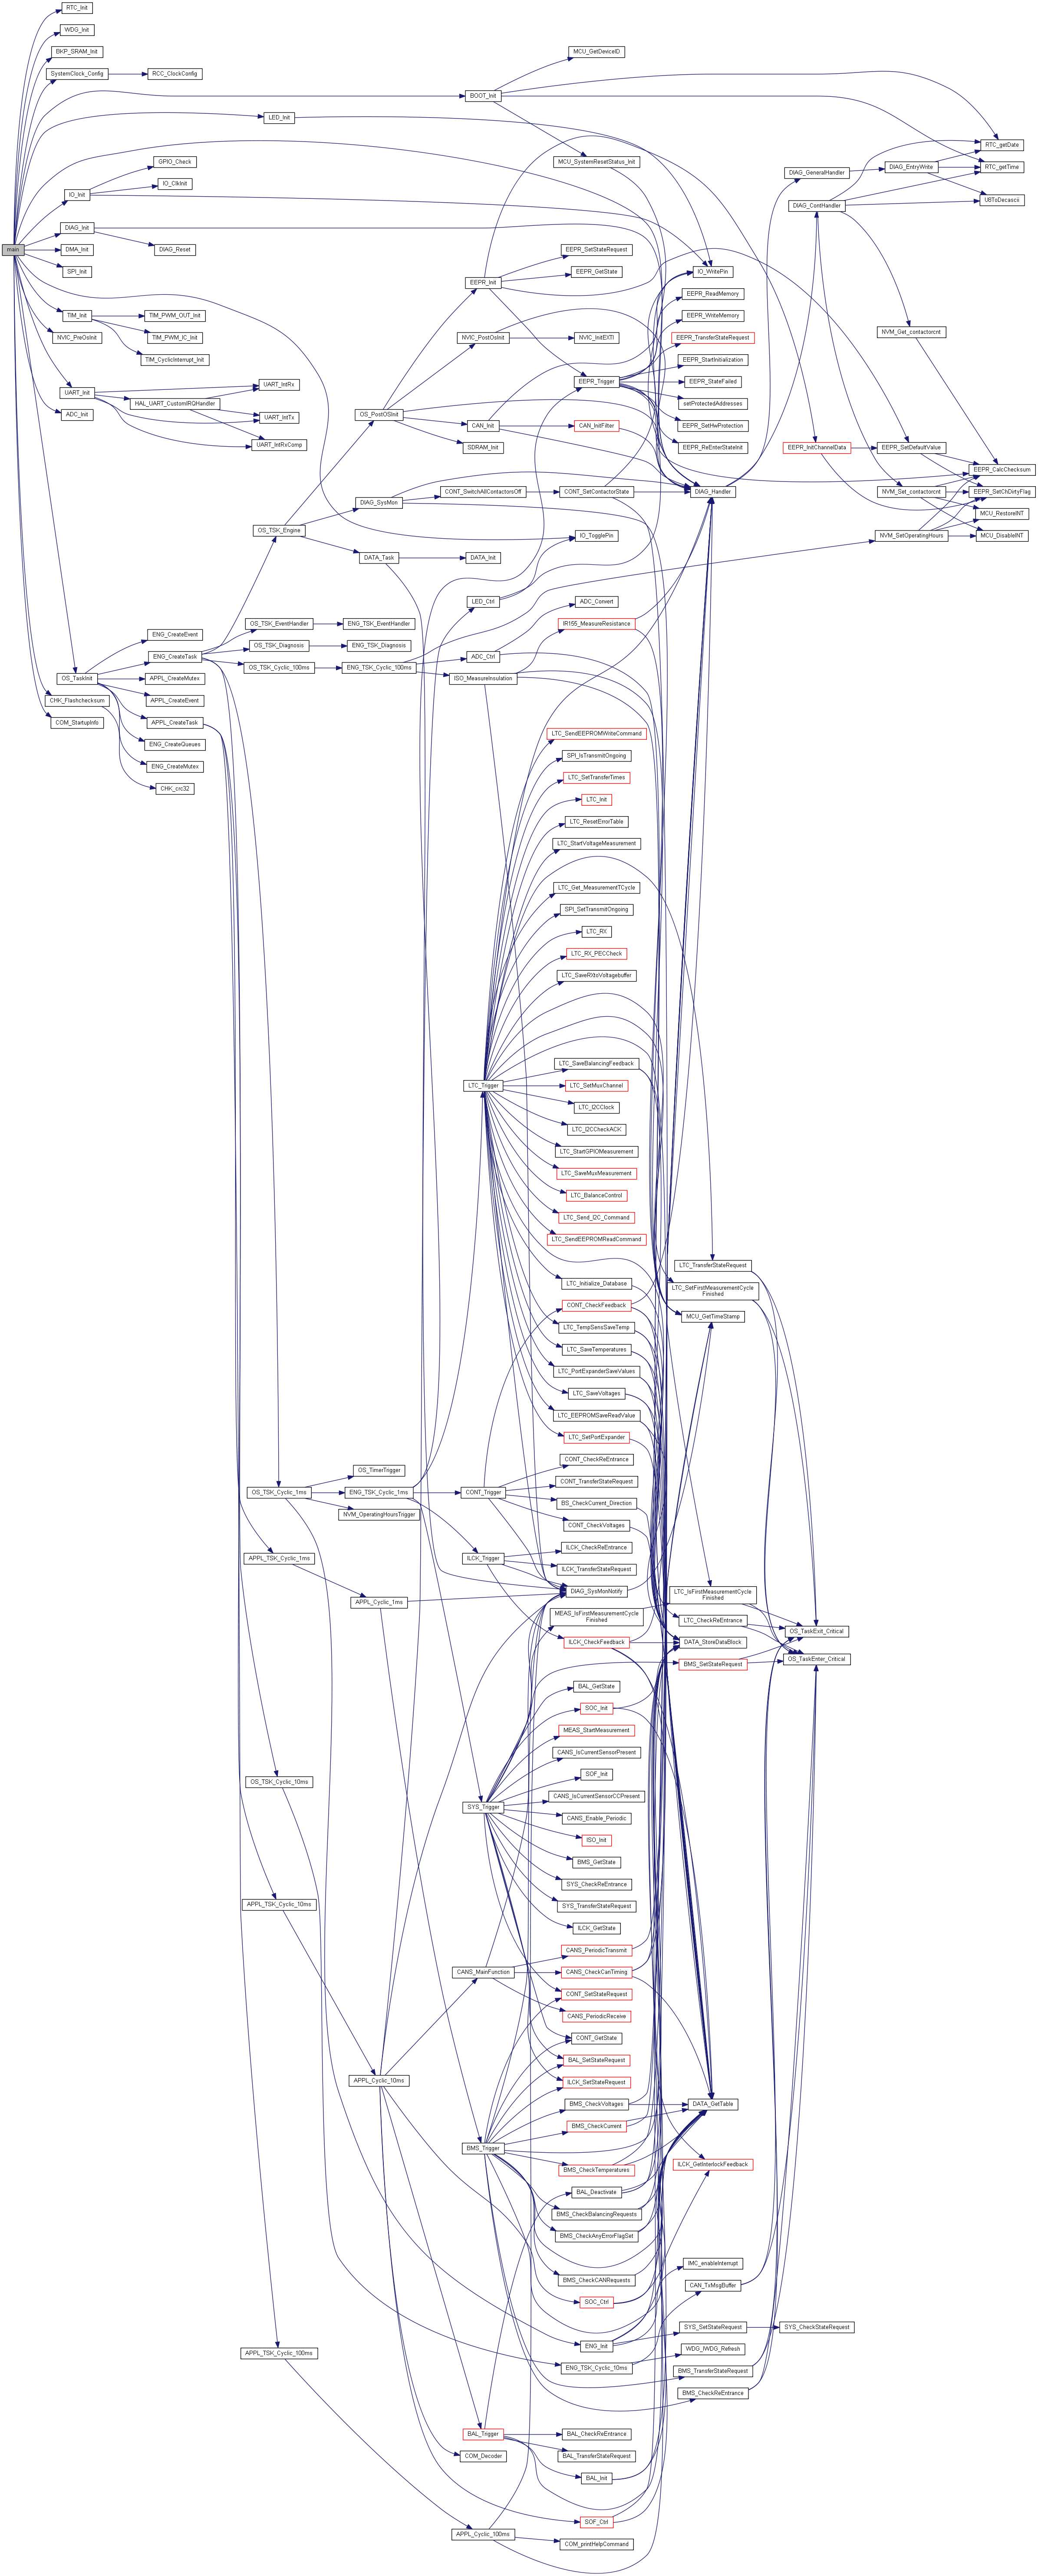 main
RTC_Init
WDG_Init
BKP_SRAM_Init
SystemClock_Config
RCC_ClockConfig
BOOT_Init
MCU_GetDeviceID
LED_Init
MCU_SystemResetStatus_Init
RTC_getDate
RTC_getTime
GPIO_Check
IO_Init
IO_ClkInit
DIAG_GeneralHandler
DIAG_EntryWrite
U8ToDecascii
DIAG_ContHandler
DIAG_Init
DIAG_Reset
DMA_Init
SPI_Init
EEPR_SetStateRequest
EEPR_GetState
EEPR_Init
IO_WritePin
EEPR_ReadMemory
EEPR_WriteMemory
TIM_Init
TIM_PWM_OUT_Init
TIM_PWM_IC_Init
TIM_CyclicInterrupt_Init
NVIC_PreOsInit
NVIC_PostOsInit
NVIC_InitEXTI
EEPR_TransferStateRequest
EEPR_StartInitialization
NVM_Get_contactorcnt
EEPR_Trigger
EEPR_StateFailed
setProtectedAddresses
EEPR_SetHwProtection
EEPR_ReEnterStateInit
UART_Init
HAL_UART_CustomIRQHandler
UART_IntRx
UART_IntTx
UART_IntRxComp
ADC_Init
OS_PostOSInit
CAN_Init
CAN_InitFilter
SDRAM_Init
EEPR_InitChannelData
EEPR_SetDefaultValue
EEPR_CalcChecksum
DIAG_SysMon
CONT_SwitchAllContactorsOff
CONT_SetContactorState
DIAG_Handler
NVM_Set_contactorcnt
EEPR_SetChDirtyFlag
MCU_RestoreINT
MCU_DisableINT
NVM_SetOperatingHours
OS_TSK_Engine
DATA_Task
DATA_Init
IO_TogglePin
LED_Ctrl
ADC_Convert
IR155_MeasureResistance
OS_TaskInit
ENG_CreateEvent
ENG_CreateTask
APPL_CreateMutex
APPL_CreateEvent
APPL_CreateTask
ENG_CreateQueues
ENG_CreateMutex
OS_TSK_EventHandler
ENG_TSK_EventHandler
OS_TSK_Diagnosis
ENG_TSK_Diagnosis
OS_TSK_Cyclic_100ms
ENG_TSK_Cyclic_100ms
ADC_Ctrl
ISO_MeasureInsulation
CHK_Flashchecksum
COM_StartupInfo
CHK_crc32
LTC_SendEEPROMWriteCommand
SPI_IsTransmitOngoing
LTC_SetTransferTimes
LTC_Init
LTC_ResetErrorTable
LTC_StartVoltageMeasurement
LTC_Get_MeasurementTCycle
SPI_SetTransmitOngoing
LTC_RX
LTC_RX_PECCheck
LTC_SaveRXtoVoltagebuffer
LTC_Trigger
LTC_SaveBalancingFeedback
LTC_SetMuxChannel
LTC_I2CClock
LTC_I2CCheckACK
LTC_StartGPIOMeasurement
LTC_SaveMuxMeasurement
LTC_BalanceControl
LTC_Send_I2C_Command
LTC_SendEEPROMReadCommand
LTC_TransferStateRequest
LTC_Initialize_Database
LTC_SetFirstMeasurementCycle
Finished
CONT_CheckFeedback
MCU_GetTimeStamp
LTC_TempSensSaveTemp
LTC_SaveTemperatures
LTC_PortExpanderSaveValues
LTC_SaveVoltages
LTC_EEPROMSaveReadValue
LTC_SetPortExpander
CONT_CheckReEntrance
CONT_TransferStateRequest
OS_TimerTrigger
OS_TSK_Cyclic_1ms
ENG_TSK_Cyclic_1ms
CONT_Trigger
BS_CheckCurrent_Direction
NVM_OperatingHoursTrigger
CONT_CheckVoltages
APPL_TSK_Cyclic_1ms
ILCK_Trigger
ILCK_CheckReEntrance
ILCK_TransferStateRequest
APPL_Cyclic_1ms
DIAG_SysMonNotify
LTC_IsFirstMeasurementCycle
Finished
MEAS_IsFirstMeasurementCycle
Finished
LTC_CheckReEntrance
OS_TaskExit_Critical
ILCK_CheckFeedback
DATA_StoreDataBlock
OS_TaskEnter_Critical
BMS_SetStateRequest
BAL_GetState
SOC_Init
MEAS_StartMeasurement
CANS_IsCurrentSensorPresent
SOF_Init
OS_TSK_Cyclic_10ms
CANS_IsCurrentSensorCCPresent
SYS_Trigger
CANS_Enable_Periodic
ISO_Init
BMS_GetState
SYS_CheckReEntrance
APPL_TSK_Cyclic_10ms
SYS_TransferStateRequest
ILCK_GetState
CANS_PeriodicTransmit
CANS_MainFunction
CANS_CheckCanTiming
CONT_SetStateRequest
CANS_PeriodicReceive
CONT_GetState
BAL_SetStateRequest
APPL_Cyclic_10ms
ILCK_SetStateRequest
BMS_CheckVoltages
DATA_GetTable
BMS_CheckCurrent
BMS_Trigger
BMS_CheckTemperatures
ILCK_GetInterlockFeedback
BAL_Deactivate
BMS_CheckBalancingRequests
BMS_CheckAnyErrorFlagSet
BMS_CheckCANRequests
IMC_enableInterrupt
SOC_Ctrl
CAN_TxMsgBuffer
SYS_SetStateRequest
SYS_CheckStateRequest
ENG_Init
WDG_IWDG_Refresh
APPL_TSK_Cyclic_100ms
ENG_TSK_Cyclic_10ms
BMS_TransferStateRequest
BMS_CheckReEntrance
BAL_Trigger
BAL_CheckReEntrance
COM_Decoder
BAL_TransferStateRequest
BAL_Init
SOF_Ctrl
APPL_Cyclic_100ms
COM_printHelpCommand